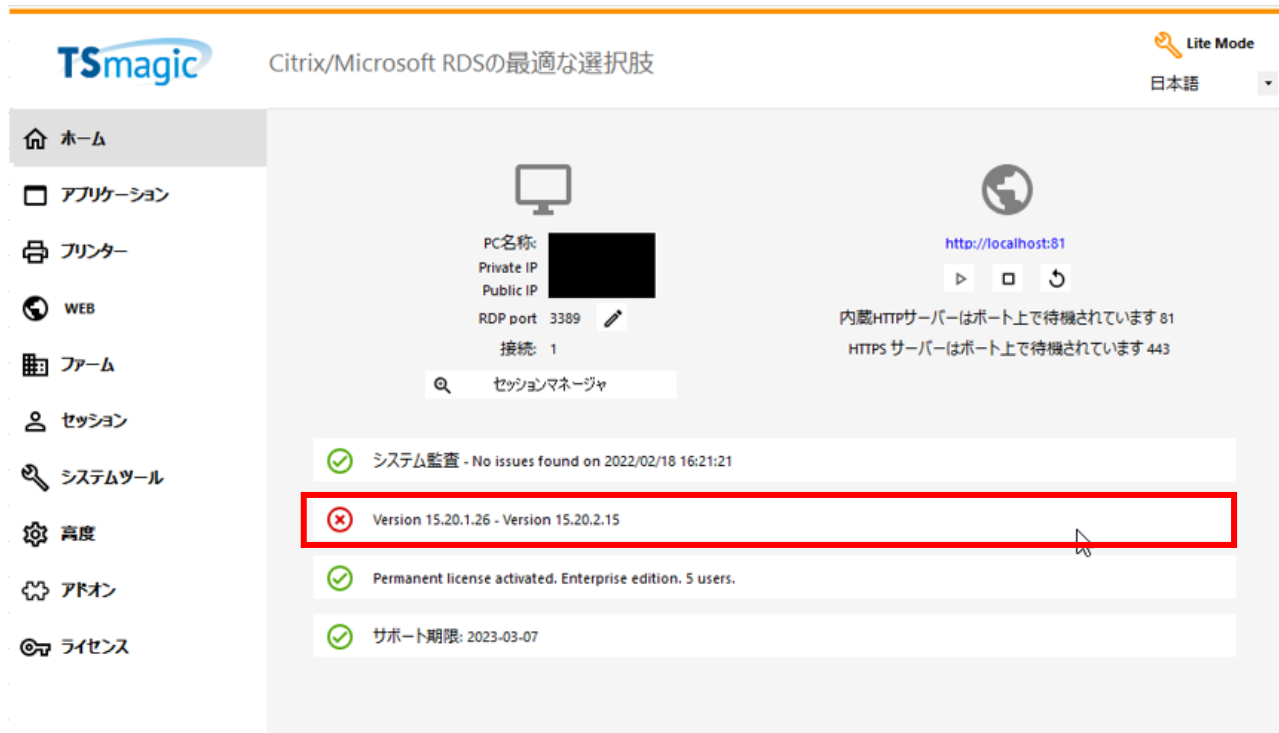 TSmagic
Citrix/Microsoft RDSの最適な選択肢
Lite Mode
日本語
ホーム
アプリケーション
プリンター
WEB
ファーム
セッション
システムツール
高度
アドオン
ライセンス
PC名称:
Private IP
Public IP
RDP port 3389
接続: 1
セッションマネージャ
http://localhost:81
内蔵HTTPサーバーはポート上で待機されています 81
HTTPS サーバーはポート上で待機されています 443
システム監査 - No issues found on 2022/02/18 16:21:21
Version 15.20.1.26 - Version 15.20.2.15
Permanent license activated. Enterprise edition. 5 users.
サポート期限: 2023-03-07